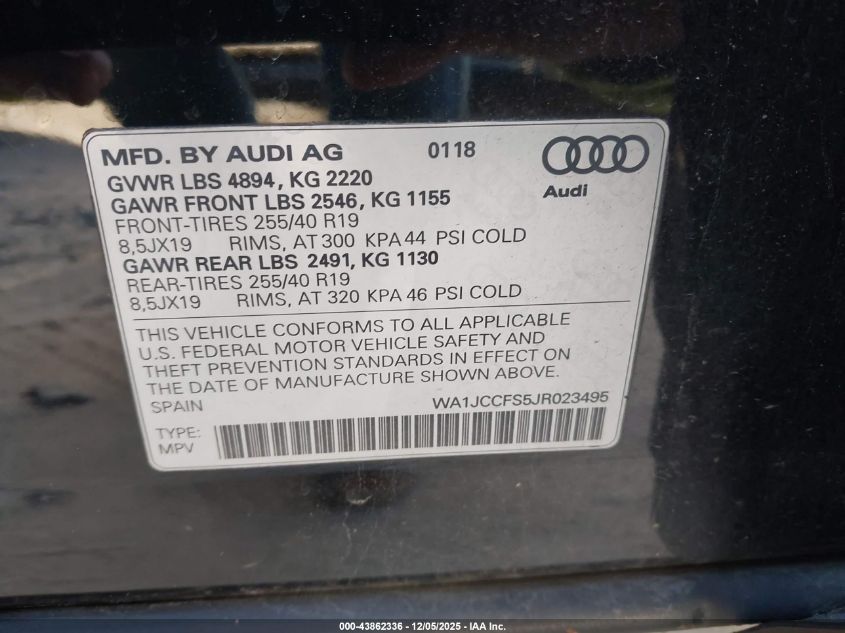 MFD. BY AUDI AG 0118
GVWR LBS 4894, KG 2220
GAWR FRONT LBS 2546, KG 1155
FRONT-TIRES 255/40 R19
8,5JX19 RIMS, AT 300 KPA 44 PSI COLD
GAWR REAR LBS 2491, KG 1130
REAR-TIRES 255/40 R19
8,5JX19 RIMS, AT 320 KPA 46 PSI COLD
Audi
THIS VEHICLE CONFORMS TO ALL APPLICABLE
U.S. FEDERAL MOTOR VEHICLE SAFETY AND
THEFT PREVENTION STANDARDS IN EFFECT ON
THE DATE OF MANUFACTURE SHOWN ABOVE.
SPAIN WA1JCCFS5JR023495
TYPE:
MPV
000-43862336 - 12/05/2025 - IAA Inc.